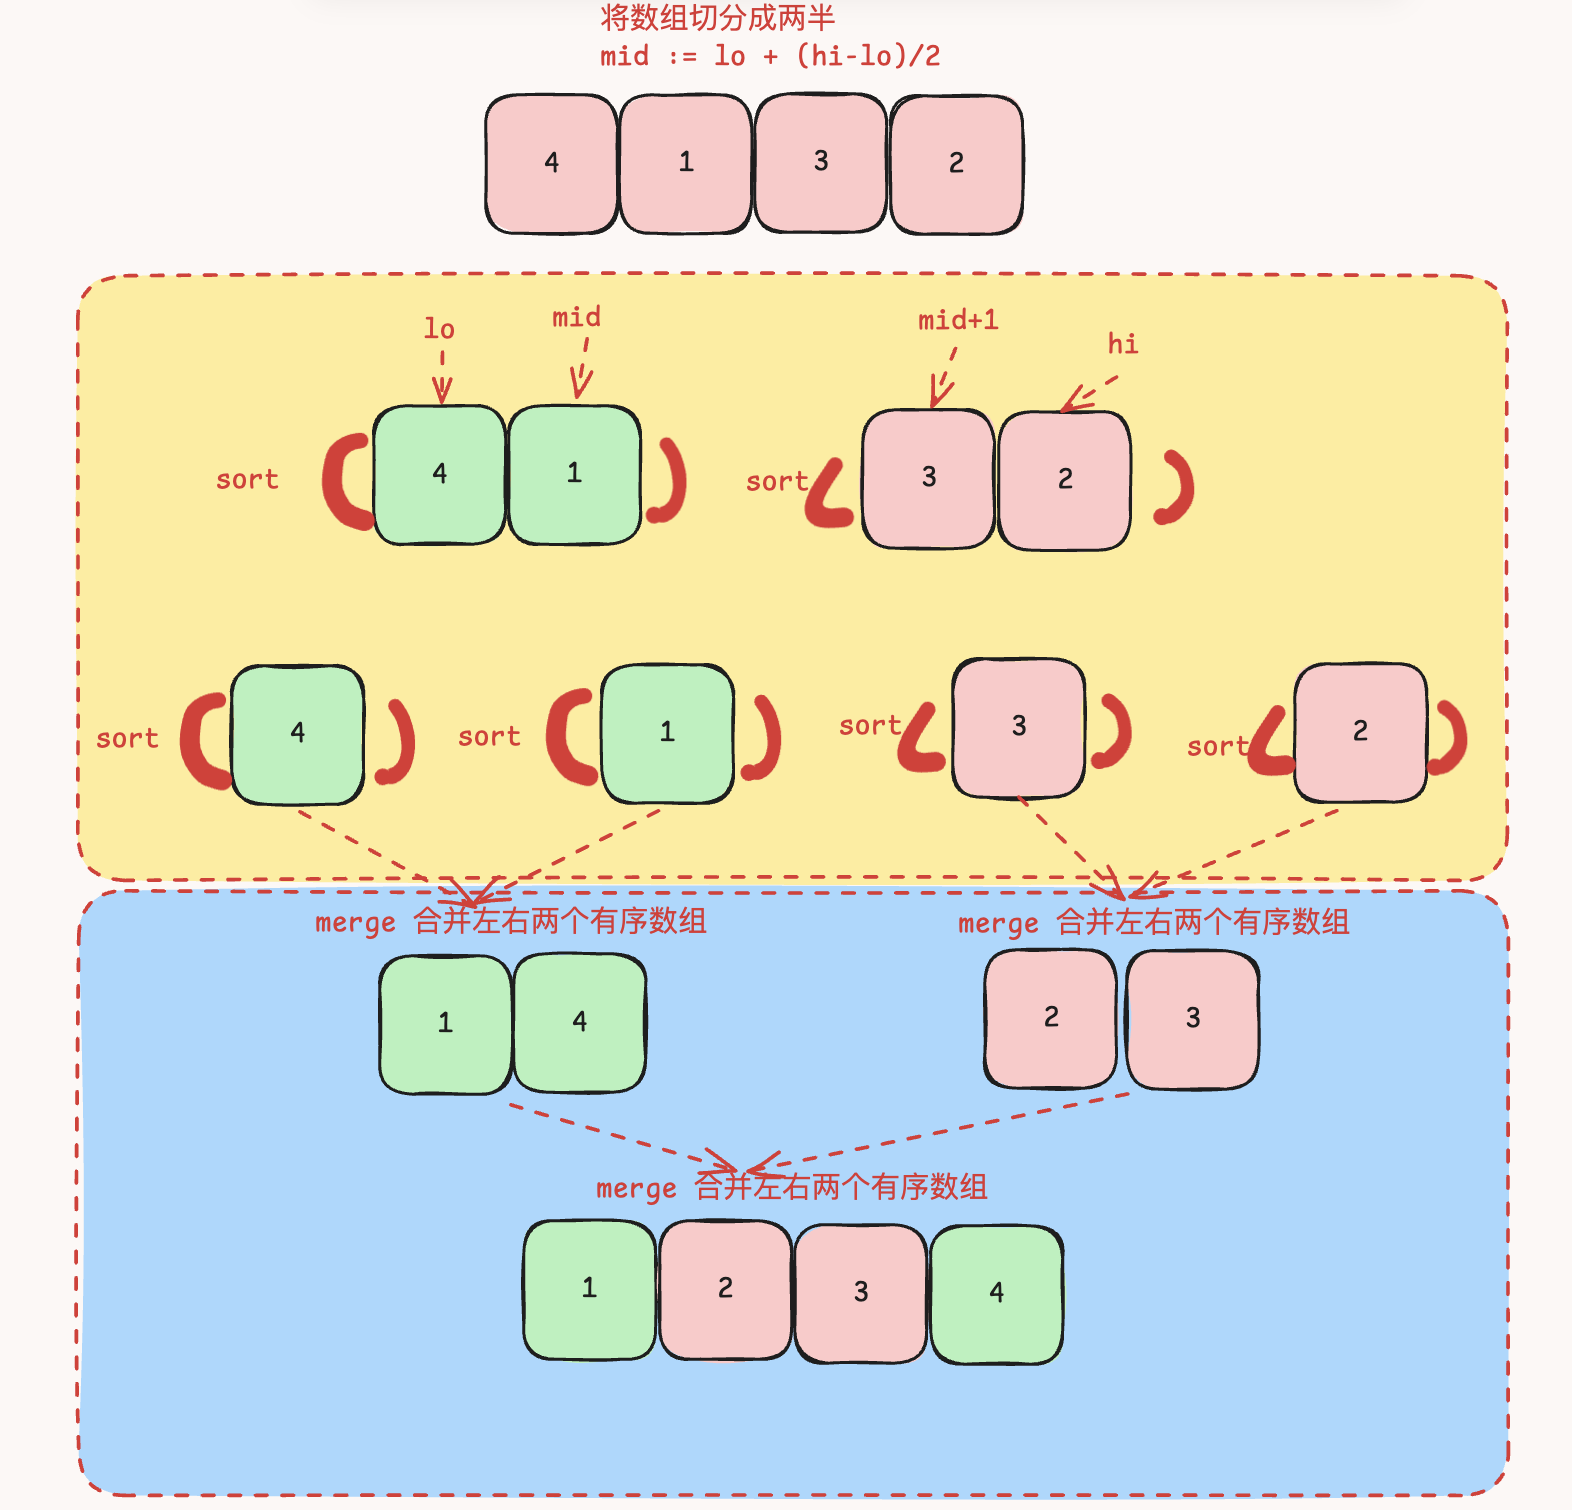 将数组切分成两半
mid := lo + (hi-lo)/2
4 1 3 2
lo mid mid+1 hi
sort 4 1 sort 3 2
sort 4 sort 1 sort 3 sort 2
merge 合并左右两个有序数组 merge 合并左右两个有序数组
1 4 2 3
merge 合并左右两个有序数组
1 2 3 4